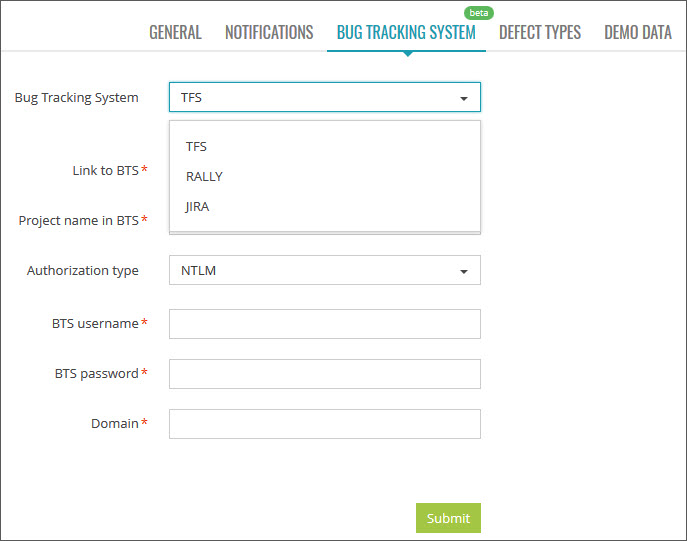 beta
GENERAL NOTIFICATIONS BUG TRACKING SYSTEM DEFECT TYPES DEMO DATA
Bug Tracking System TFS
TFS
Link to BTS*
RALLY
JIRA
Project name in BTS*
Authorization type NTLM
BTS username*
BTS password*
Domain*
Submit